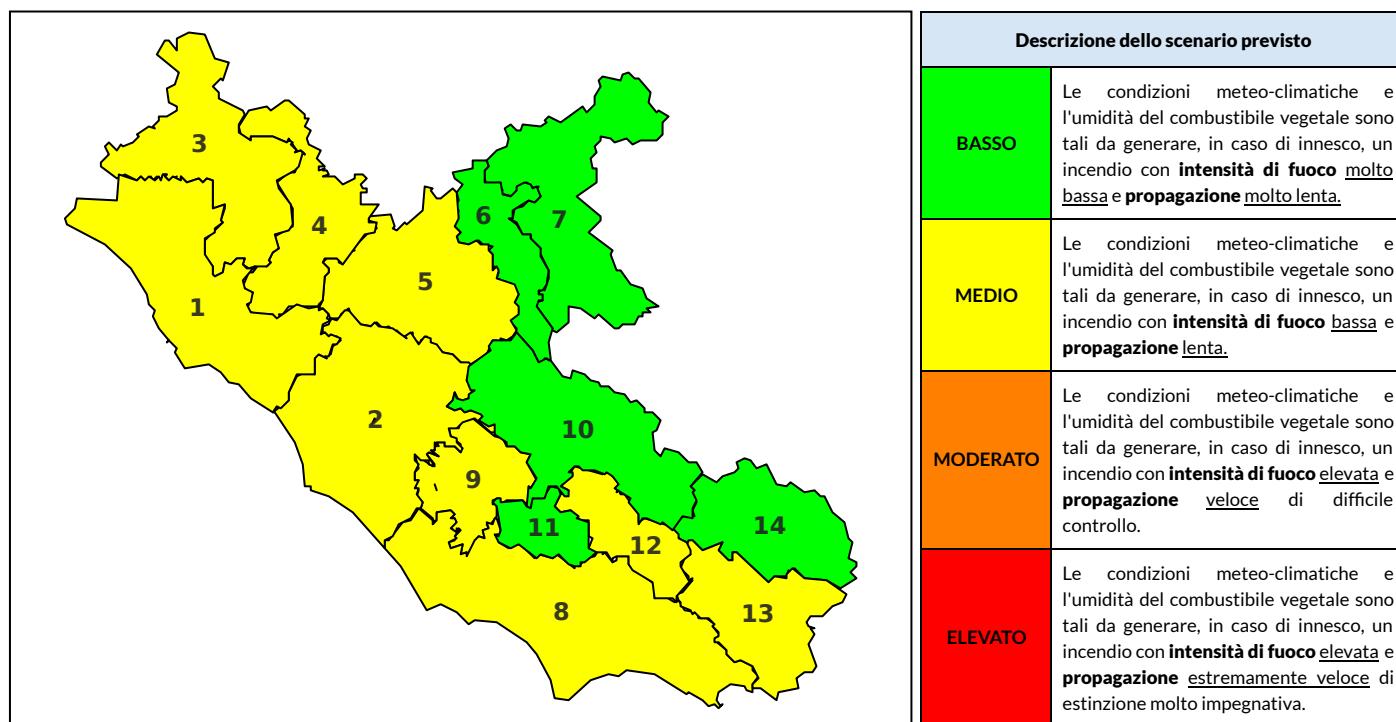 3
4
6
7
5
1
2
10
9
11
12
14
8
13
Descrizione dello scenario previsto
BASSO
Le condizioni meteo-climatiche e
l'umidità del combustibile vegetale sono
tali da generare, in caso di innesco, un
incendio con intensità di fuoco molto
bassa e propagazione molto lenta.
MEDIO
Le condizioni meteo-climatiche e
l'umidità del combustibile vegetale sono
tali da generare, in caso di innesco, un
incendio con intensità di fuoco bassa e
propagazione lenta.
MODERATO
Le condizioni meteo-climatiche e
l'umidità del combustibile vegetale sono
tali da generare, in caso di innesco, un
incendio con intensità di fuoco elevata e
propagazione veloce di difficile
controllo.
ELEVATO
Le condizioni meteo-climatiche e
l'umidità del combustibile vegetale sono
tali da generare, in caso di innesco, un
incendio con intensità di fuoco elevata e
propagazione estremamente veloce di
estinzione molto impegnativa.